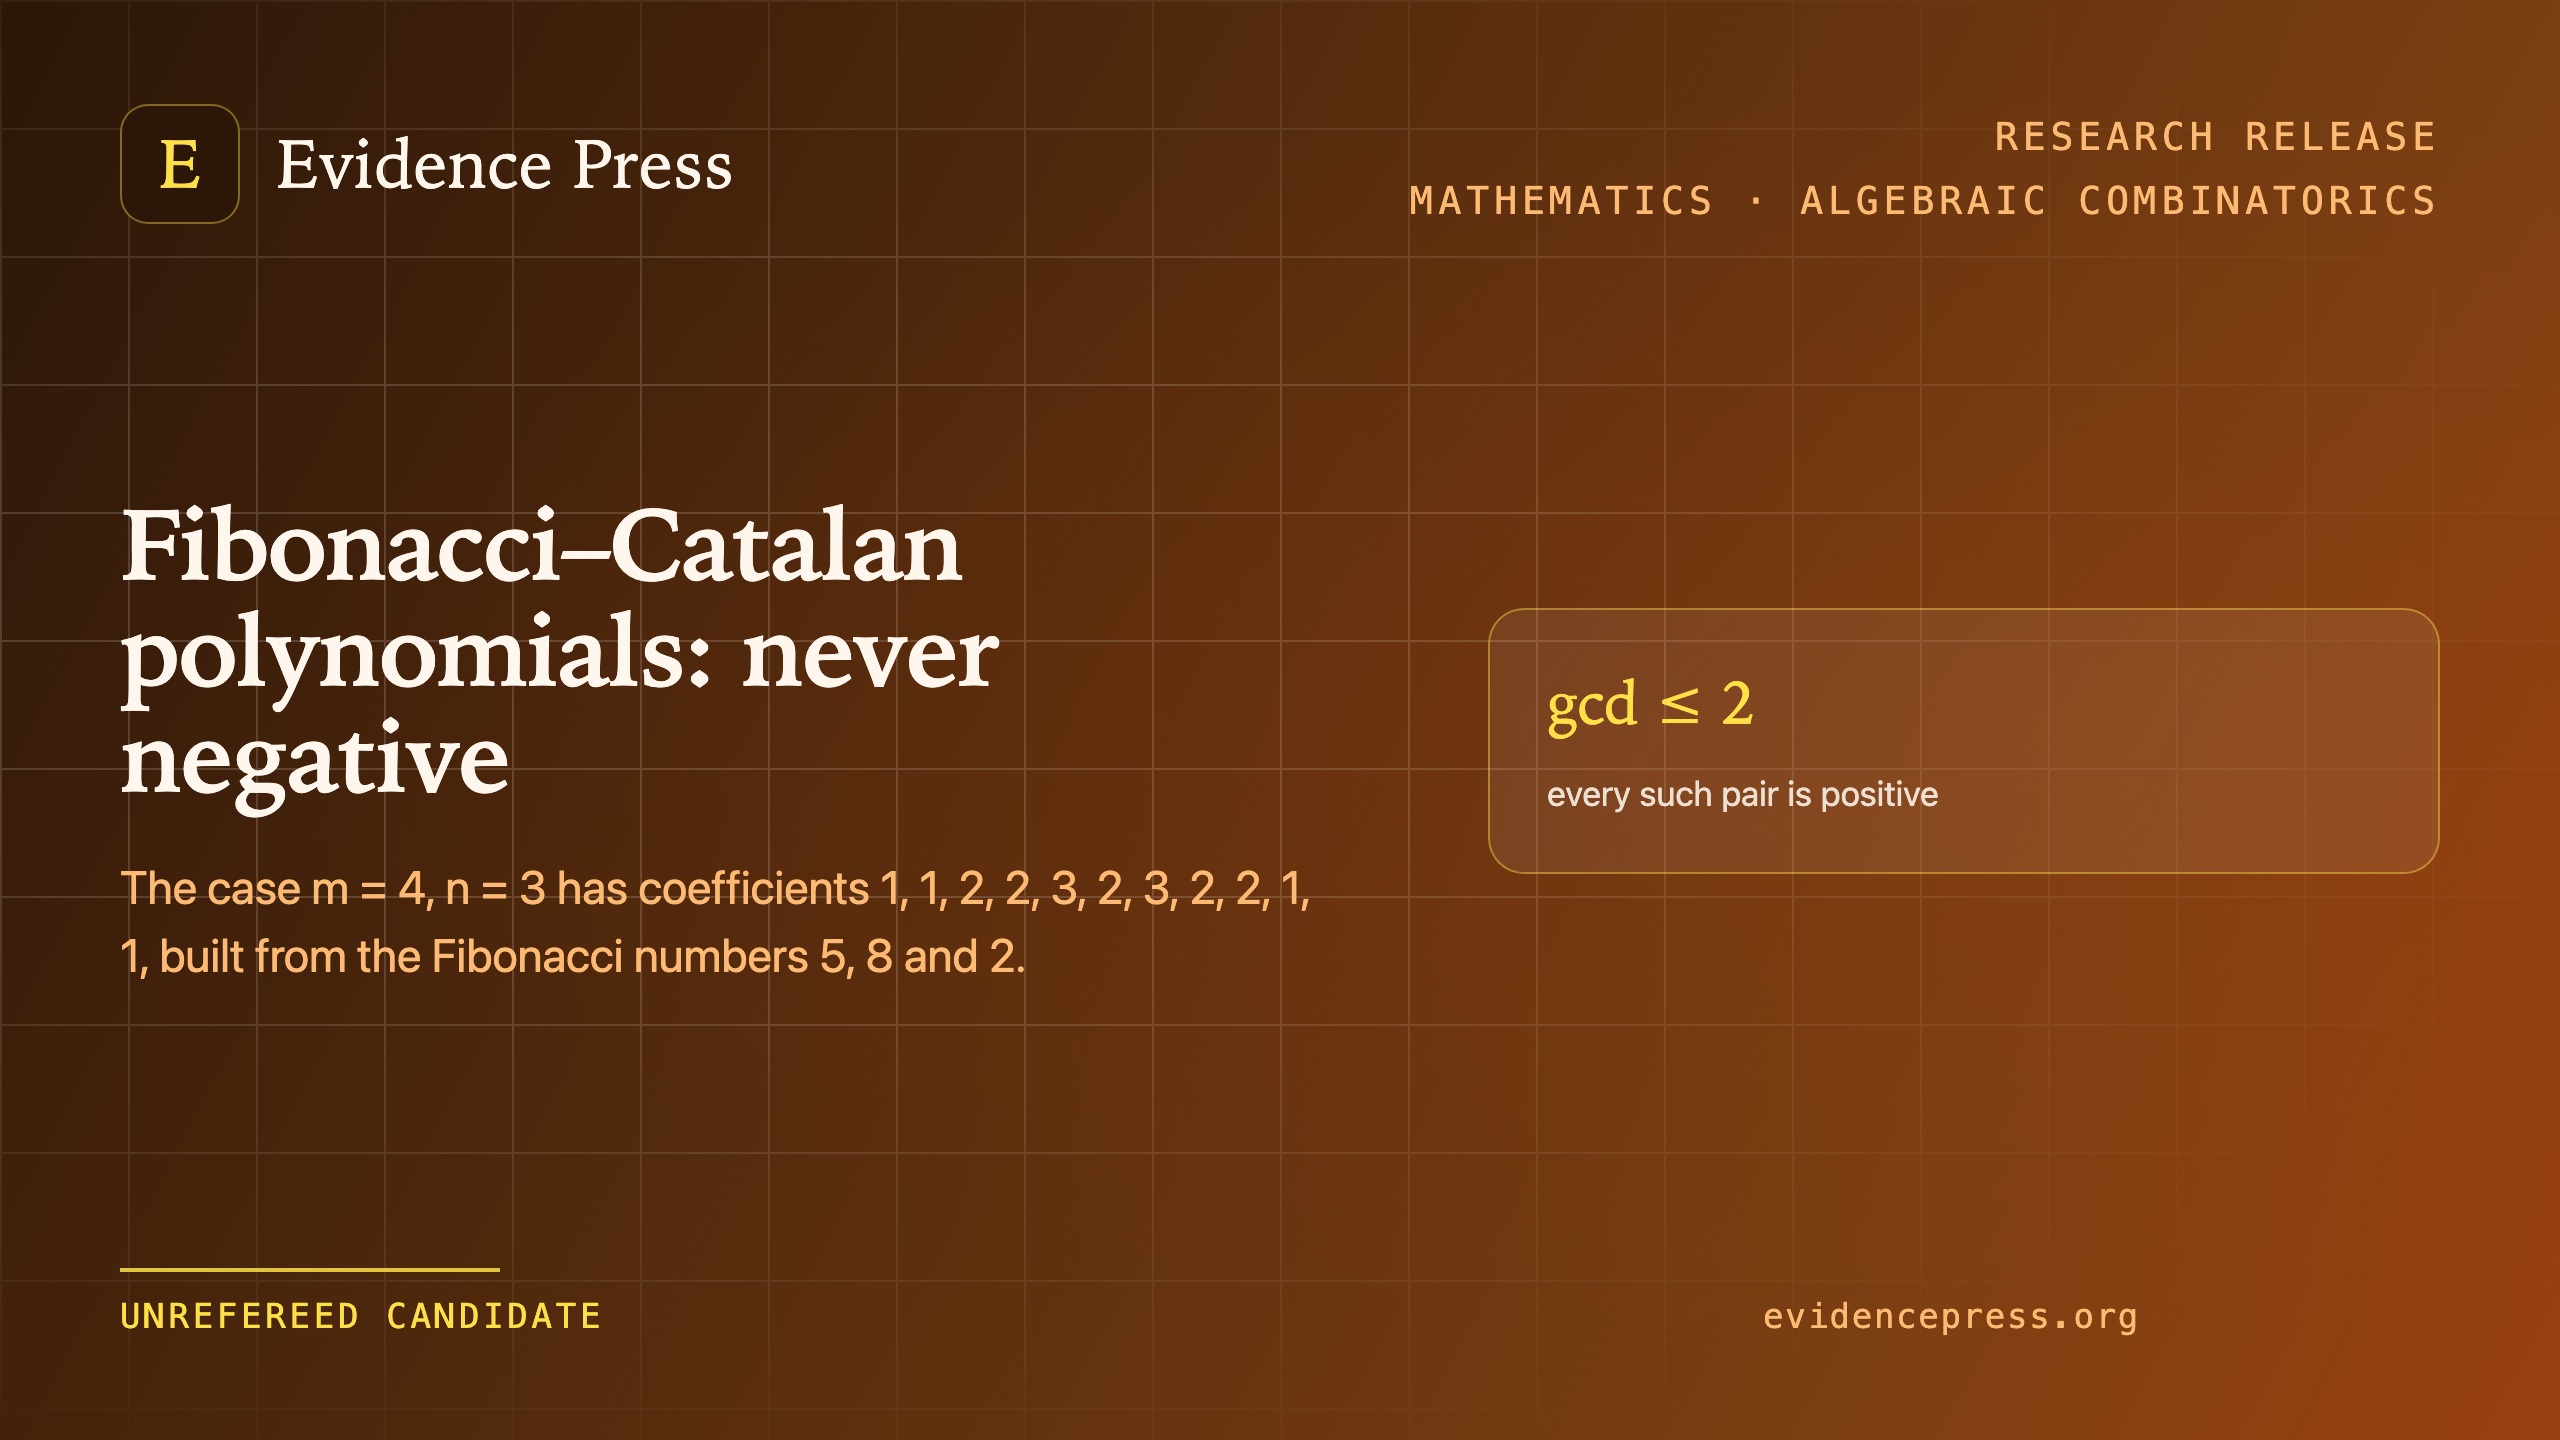 E
Evidence Press
RESEARCH RELEASE
MATHEMATICS · ALGEBRAIC COMBINATORICS
Fibonacci–Catalan
polynomials: never
negative
The case m = 4, n = 3 has coefficients 1, 1, 2, 2, 3, 2, 3, 2, 2, 1,
1, built from the Fibonacci numbers 5, 8 and 2.
gcd ≤ 2
every such pair is positive
UNREFEREED CANDIDATE
evidencepress.org